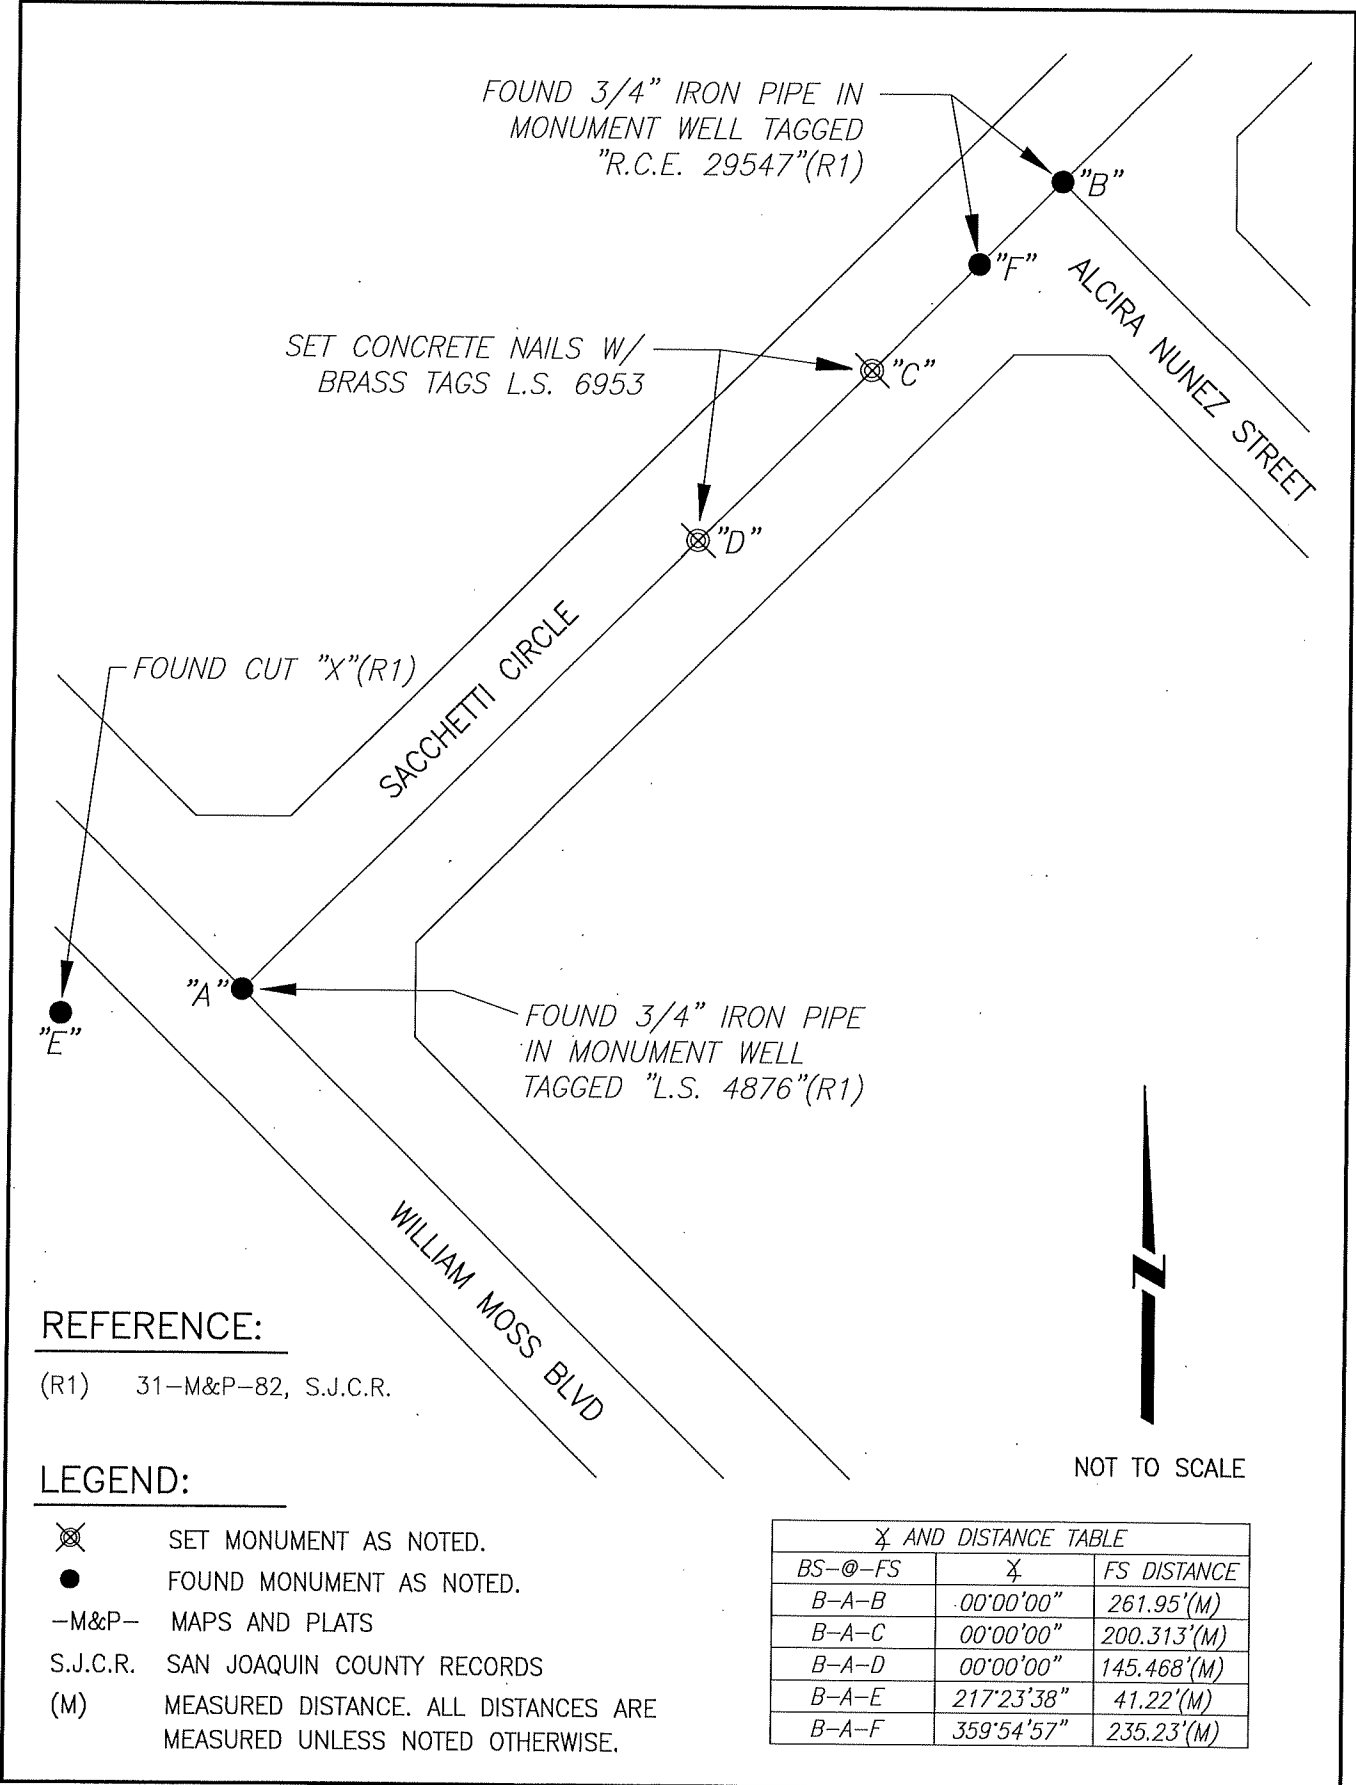 FOUND 3/4" IRON PIPE IN
MONUMENT WELL TAGGED
"R.C.E. 29547"(R1)
"B"
"F"
ALCIRA NUNEZ STREET
SET CONCRETE NAILS W/
BRASS TAGS L.S. 6953
"C"
"D"
SACCHETTI CIRCLE
FOUND CUT "X"(R1)
"A"
"E"
FOUND 3/4" IRON PIPE
IN MONUMENT WELL
TAGGED "L.S. 4876"(R1)
WILLIAM MOSS BLVD
Z
NOT TO SCALE
REFERENCE:
(R1) 31-M&P-82, S.J.C.R.
LEGEND:
SET MONUMENT AS NOTED.
FOUND MONUMENT AS NOTED.
-M&P- MAPS AND PLATS
S.J.C.R. SAN JOAQUIN COUNTY RECORDS
(M) MEASURED DISTANCE. ALL DISTANCES ARE
MEASURED UNLESS NOTED OTHERWISE.
∡ AND DISTANCE TABLE
BS-@-FS ∡ FS DISTANCE
B-A-B 00°00'00" 261.95'(M)
B-A-C 00°00'00" 200.313'(M)
B-A-D 00°00'00" 145.468'(M)
B-A-E 217°23'38" 41.22'(M)
B-A-F 359°54'57" 235.23'(M)